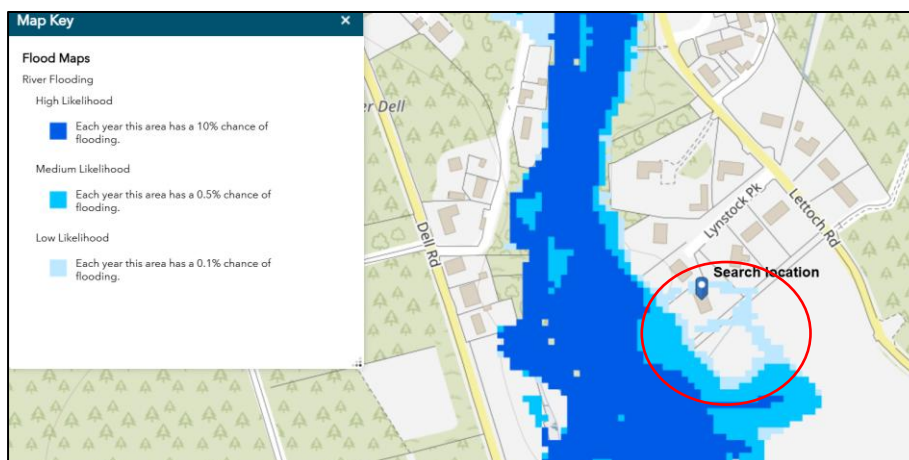 Map Key
×
Flood Maps
River Flooding
High Likelihood
Each year this area has a 10% chance of
flooding.
Medium Likelihood
Each year this area has a 0.5% chance of
flooding.
Low Likelihood
Each year this area has a 0.1% chance of
flooding.
Dell
Dell Rd
Lynstock Pk
Lettoch Rd
Search location